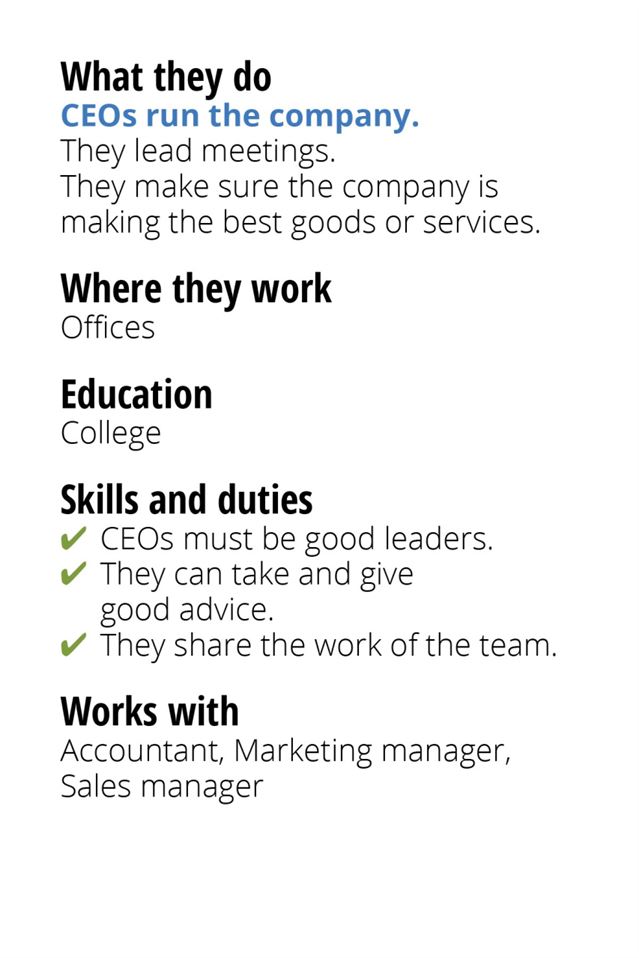 What they do
CEOs run the company.
They lead meetings.
They make sure the company is
making the best goods or services.
Where they work
Offices
Education
College
Skills and duties
✔ CEOs must be good leaders.
✔ They can take and give
good advice.
✔ They share the work of the team.
Works with
Accountant, Marketing manager,
Sales manager